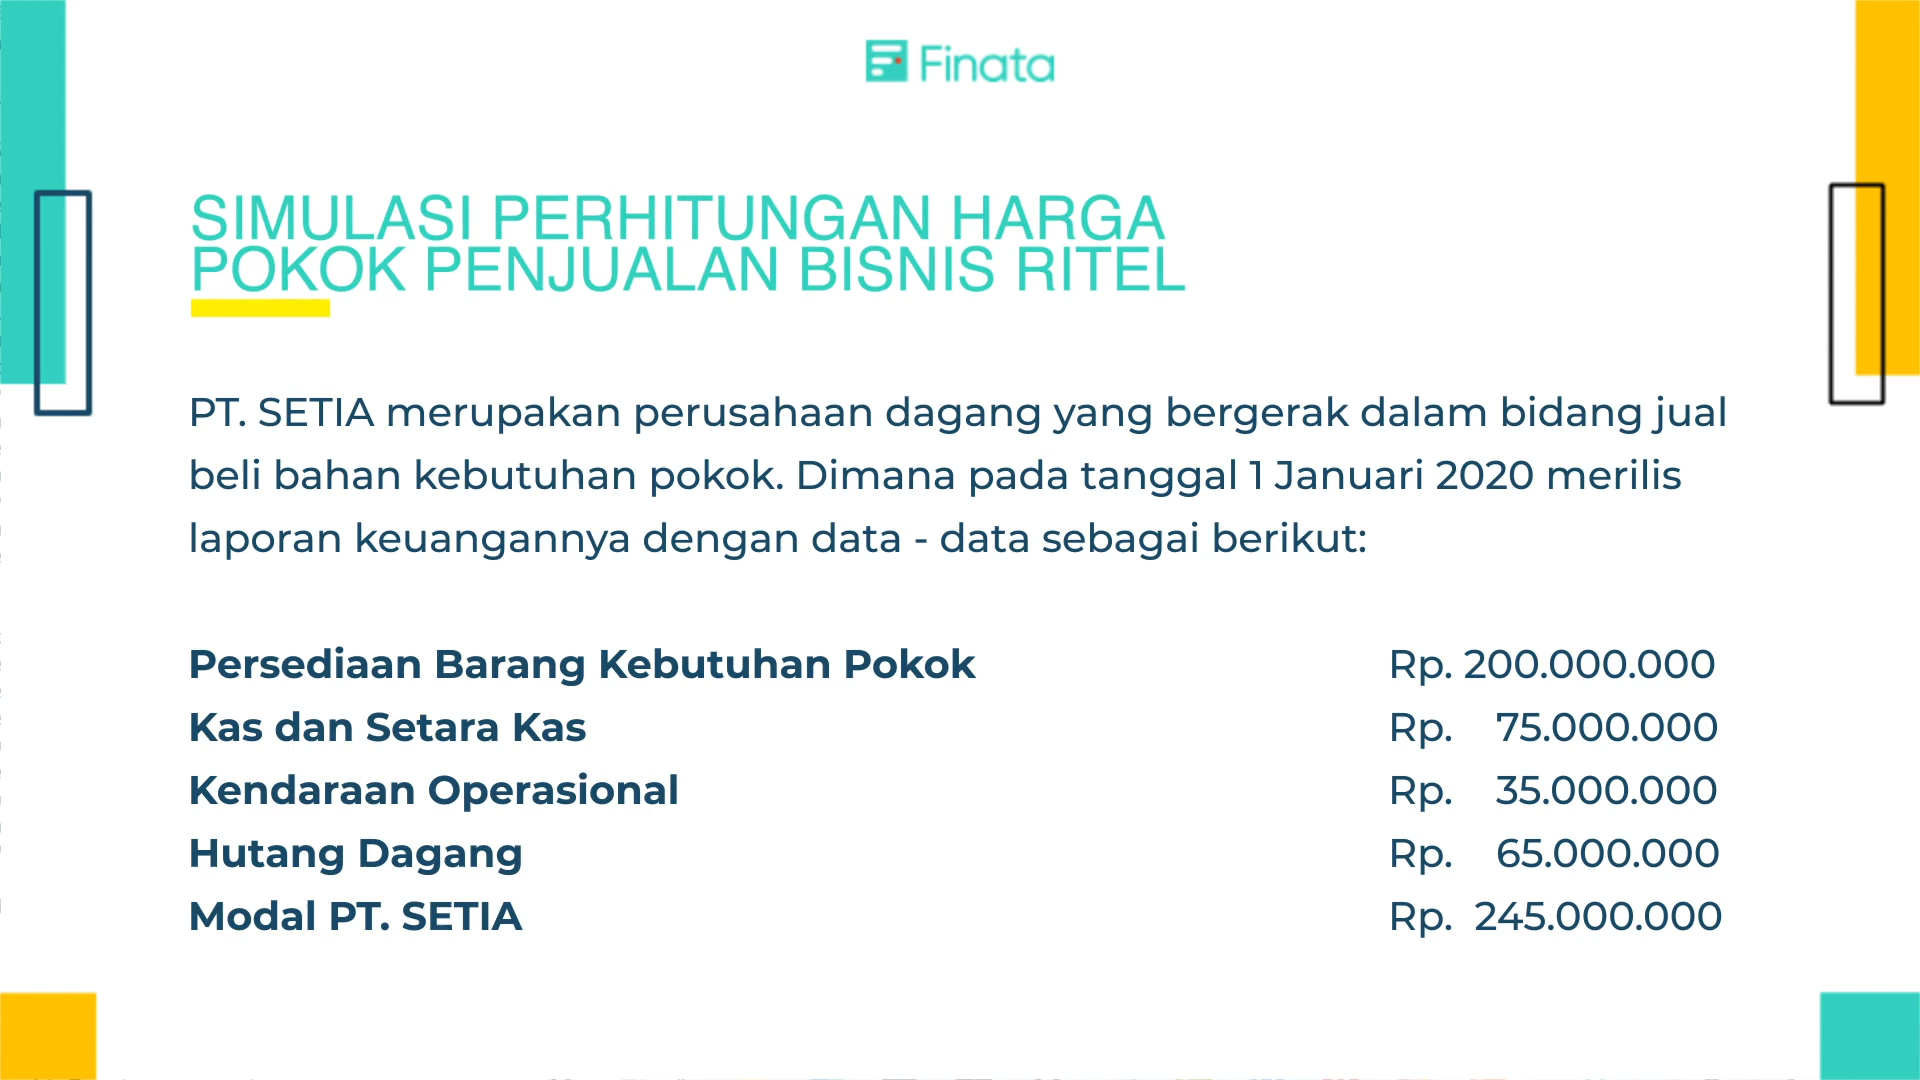 Finata
SIMULASI PERHITUNGAN HARGA
POKOK PENJUALAN BISNIS RITEL
PT. SETIA merupakan perusahaan dagang yang bergerak dalam bidang jual
beli bahan kebutuhan pokok. Dimana pada tanggal 1 Januari 2020 merilis
laporan keuangannya dengan data - data sebagai berikut:
Persediaan Barang Kebutuhan Pokok Rp. 200.000.000
Kas dan Setara Kas Rp. 75.000.000
Kendaraan Operasional Rp. 35.000.000
Hutang Dagang Rp. 65.000.000
Modal PT. SETIA Rp. 245.000.000